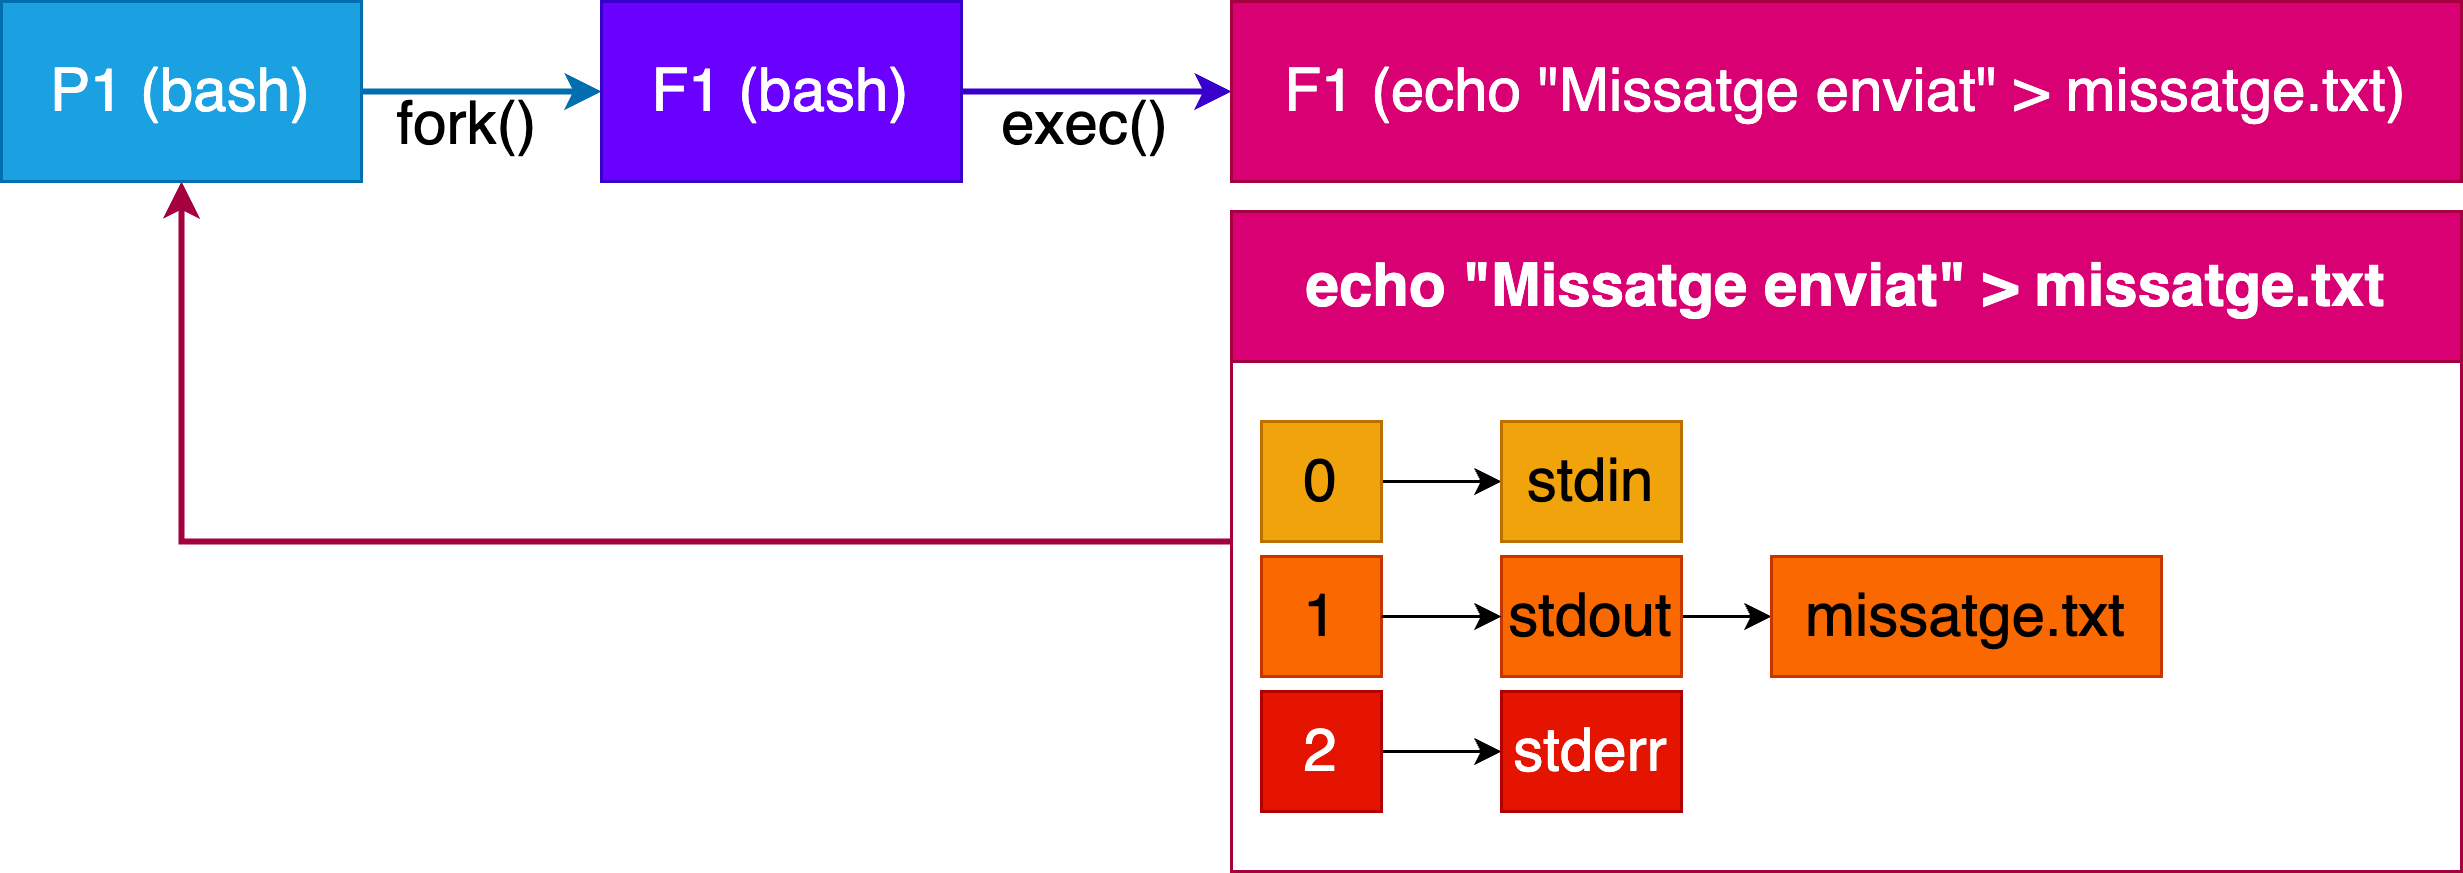 P1 (bash)
fork()
F1 (bash)
exec()
F1 (echo "Missatge enviat" > missatge.txt)
echo "Missatge enviat" > missatge.txt
0
stdin
1
stdout
missatge.txt
2
stderr